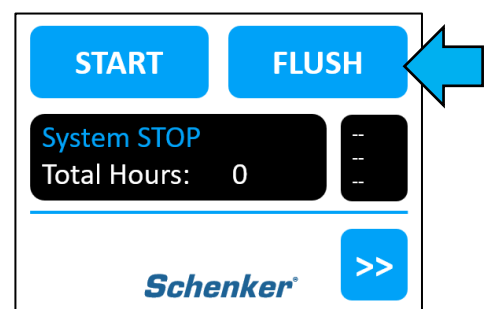 START FLUSH
System STOP --
Total Hours: 0 --
--
>>
Schenker®